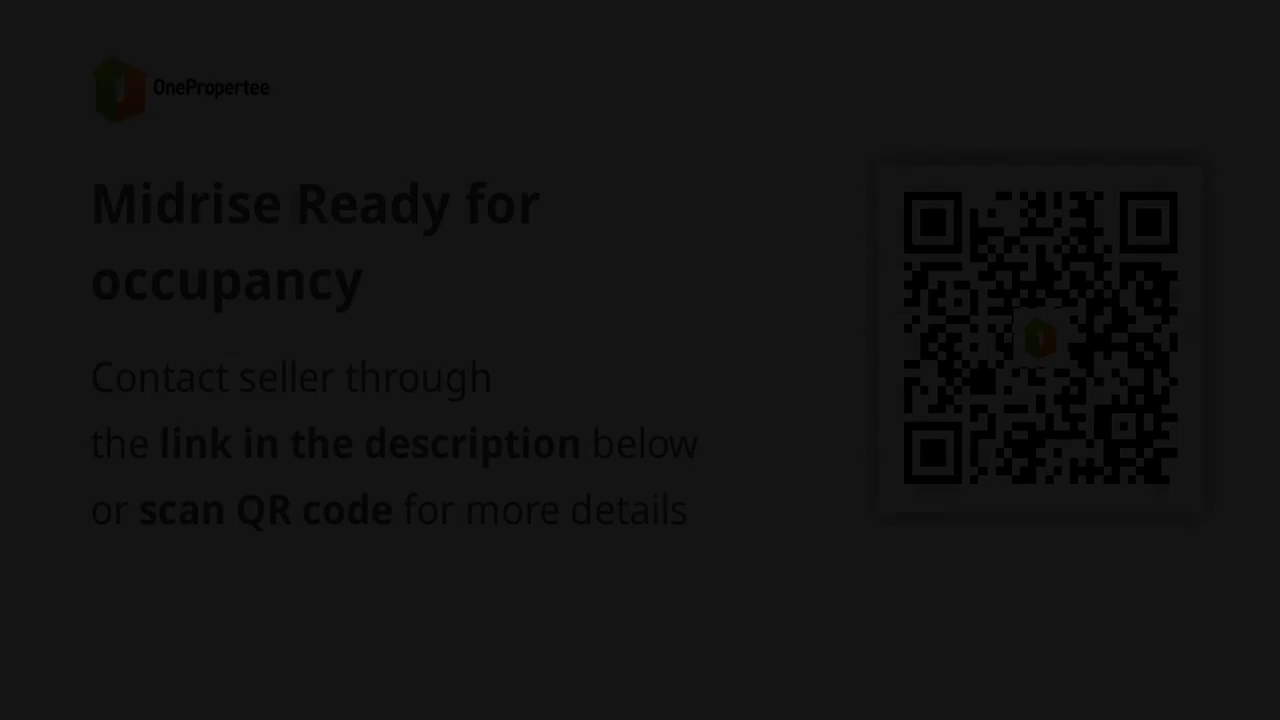 OnePropertee
Midrise Ready for
occupancy
Contact seller through
the link in the description below
or scan QR code for more details